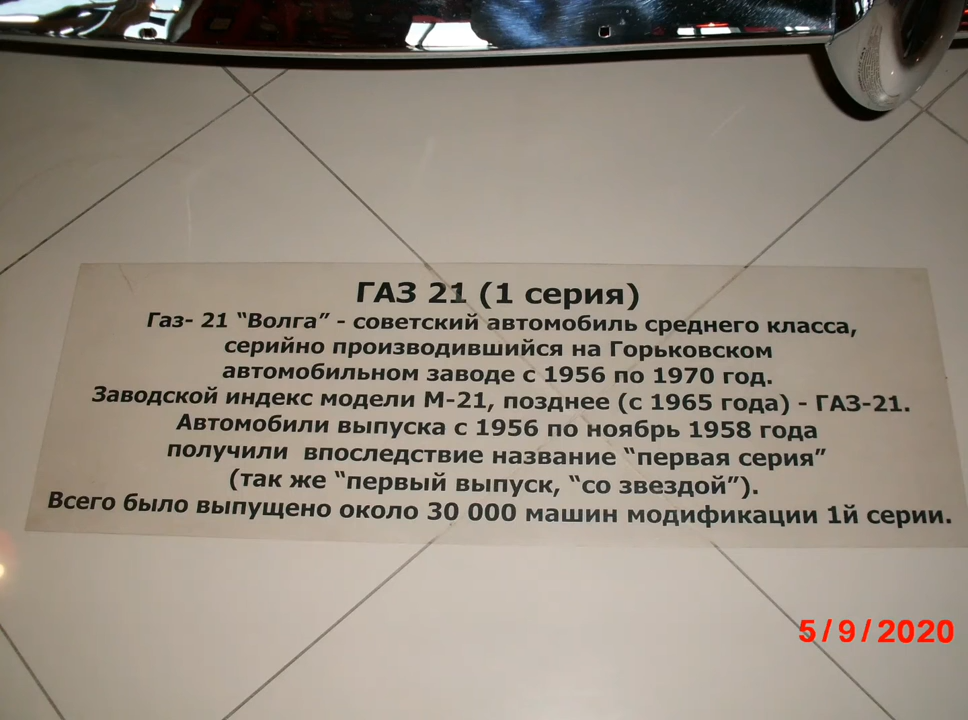 ГАЗ 21 (1 серия)
Газ- 21 “Волга” - советский автомобиль среднего класса,
серийно производившийся на Горьковском
автомобильном заводе с 1956 по 1970 год.
Заводской индекс модели М-21, позднее (с 1965 года) - ГАЗ-21.
Автомобили выпуска с 1956 по ноябрь 1958 года
получили впоследствие название “первая серия”
(так же “первый выпуск, “со звездой”).
Всего было выпущено около 30 000 машин модификации 1й серии.
5/9/2020